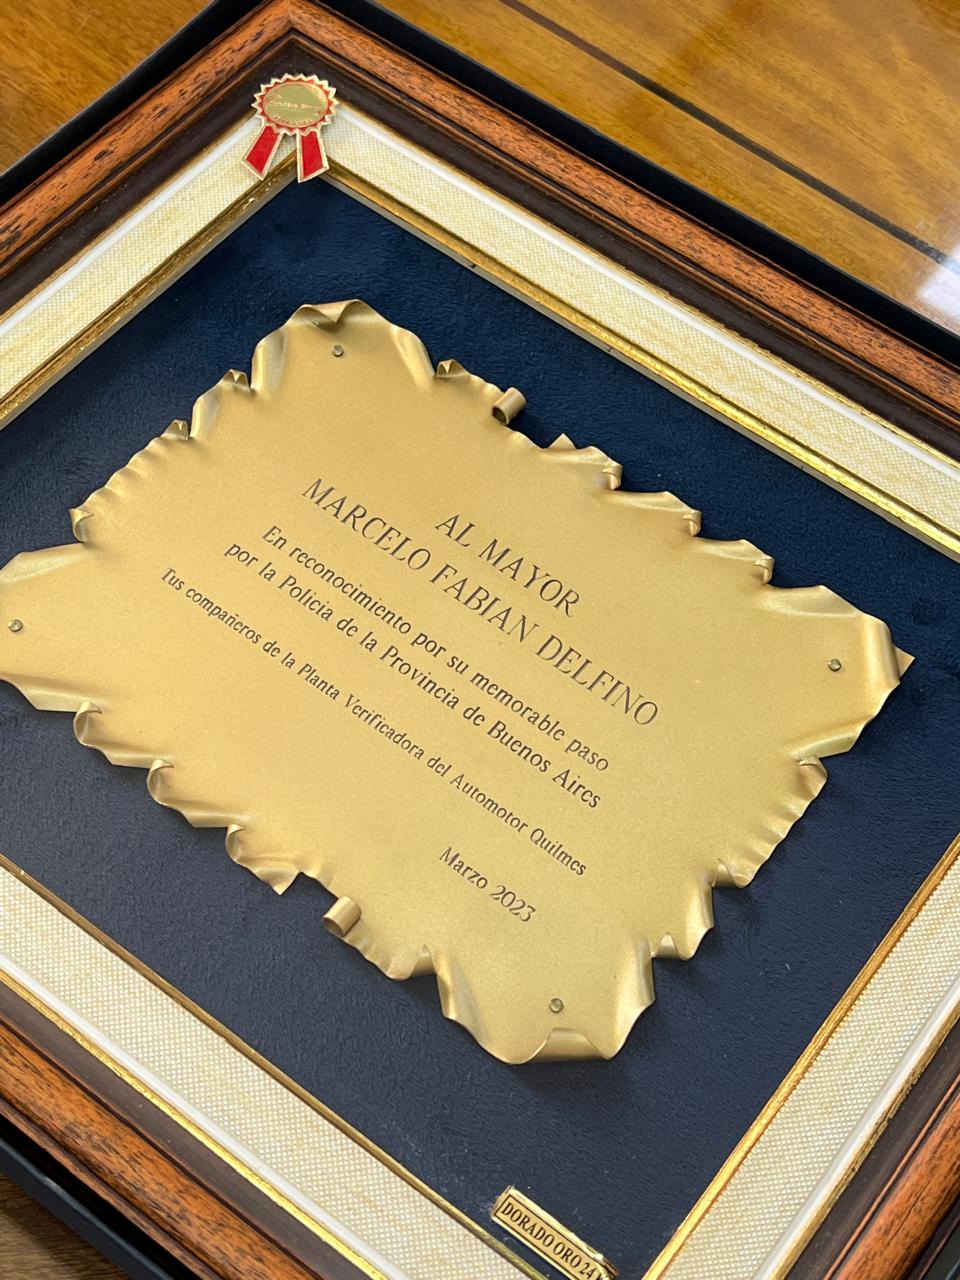 AL MAYOR
MARCELO FABIAN DELFINO
En reconocimiento por su memorable paso
por la Policia de la Provincia de Buenos Aires
Tus compañeros de la Planta Verificadora del Automotor Quilmes
Marzo 2023
DORADO ORO 24